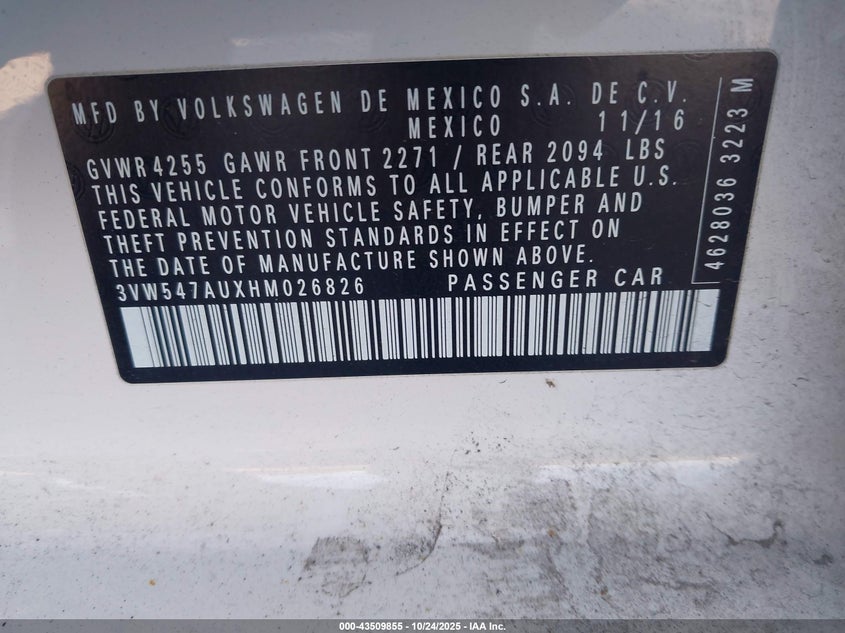 MFD BY VOLKSWAGEN DE MEXICO S.A. DE C.V.
MEXICO 11/16
GVWR 4255 GAWR FRONT 2271 / REAR 2094 LBS
THIS VEHICLE CONFORMS TO ALL APPLICABLE U.S.
FEDERAL MOTOR VEHICLE SAFETY, BUMPER AND
THEFT PREVENTION STANDARDS IN EFFECT ON
THE DATE OF MANUFACTURE SHOWN ABOVE.
3VW547AUXHM026826 PASSENGER CAR
4628036 3223 M
000-43509855 - 10/24/2025 - IAA Inc.